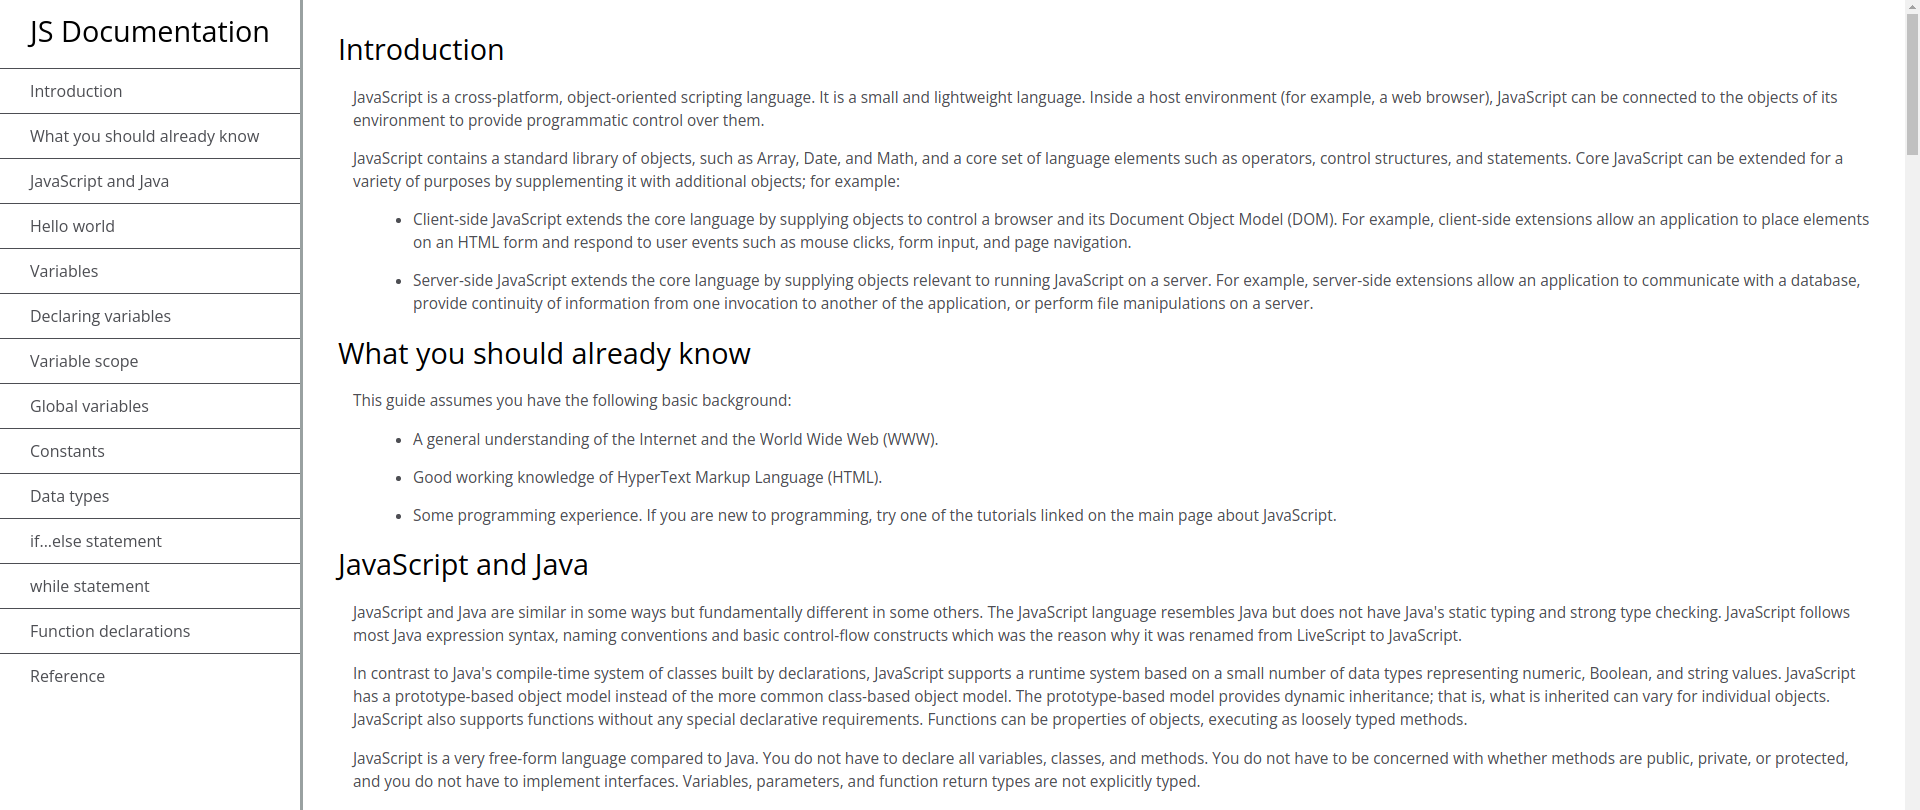 JS Documentation
Introduction
What you should already know
JavaScript and Java
Hello world
Variables
Declaring variables
Variable scope
Global variables
Constants
Data types
if...else statement
while statement
Function declarations
Reference
Introduction
JavaScript is a cross-platform, object-oriented scripting language. It is a small and lightweight language. Inside a host environment (for example, a web browser), JavaScript can be connected to the objects of its
environment to provide programmatic control over them.
JavaScript contains a standard library of objects, such as Array, Date, and Math, and a core set of language elements such as operators, control structures, and statements. Core JavaScript can be extended for a
variety of purposes by supplementing it with additional objects; for example:
• Client-side JavaScript extends the core language by supplying objects to control a browser and its Document Object Model (DOM). For example, client-side extensions allow an application to place elements
on an HTML form and respond to user events such as mouse clicks, form input, and page navigation.
• Server-side JavaScript extends the core language by supplying objects relevant to running JavaScript on a server. For example, server-side extensions allow an application to communicate with a database,
provide continuity of information from one invocation to another of the application, or perform file manipulations on a server.
What you should already know
This guide assumes you have the following basic background:
• A general understanding of the Internet and the World Wide Web (WWW).
• Good working knowledge of HyperText Markup Language (HTML).
• Some programming experience. If you are new to programming, try one of the tutorials linked on the main page about JavaScript.
JavaScript and Java
JavaScript and Java are similar in some ways but fundamentally different in some others. The JavaScript language resembles Java but does not have Java's static typing and strong type checking. JavaScript follows
most Java expression syntax, naming conventions and basic control-flow constructs which was the reason why it was renamed from LiveScript to JavaScript.
In contrast to Java's compile-time system of classes built by declarations, JavaScript supports a runtime system based on a small number of data types representing numeric, Boolean, and string values. JavaScript
has a prototype-based object model instead of the more common class-based object model. The prototype-based model provides dynamic inheritance; that is, what is inherited can vary for individual objects.
JavaScript also supports functions without any special declarative requirements. Functions can be properties of objects, executing as loosely typed methods.
JavaScript is a very free-form language compared to Java. You do not have to declare all variables, classes, and methods. You do not have to be concerned with whether methods are public, private, or protected,
and you do not have to implement interfaces. Variables, parameters, and function return types are not explicitly typed.